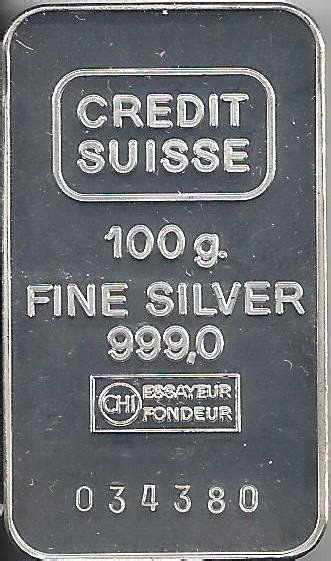 CREDIT
SUISSE
100 g.
FINE SILVER
999,0
CHI ESSAYEUR
FONDEUR
034380